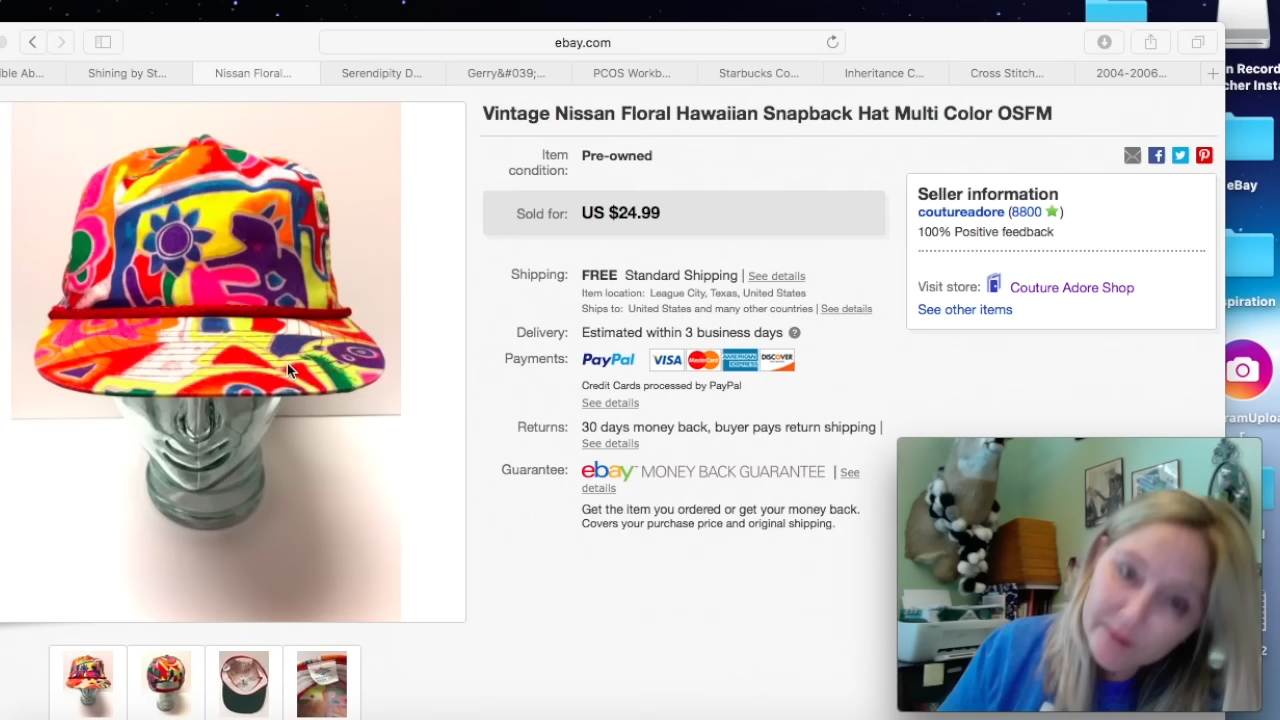 ebay.com
ble Ab...
Shining by St...
Nissan Floral...
Serendipity D...
Gerry&#039;...
PCOS Workb...
Starbucks Co...
Inheritance C...
Cross Stitch...
2004-2006...
n Record
cher Insta
Vintage Nissan Floral Hawaiian Snapback Hat Multi Color OSFM
Item condition:
Pre-owned
Sold for:
US $24.99
Seller information
coutureadore (8800)
100% Positive feedback
Visit store: Couture Adore Shop
See other items
eBay
Shipping:
FREE Standard Shipping | See details
Item location: League City, Texas, United States
Ships to: United States and many other countries | See details
Delivery:
Estimated within 3 business days
Payments:
PayPal VISA MasterCard AMERICAN EXPRESS DISCOVER
Credit Cards processed by PayPal
See details
Returns:
30 days money back, buyer pays return shipping |
See details
Guarantee:
ebay MONEY BACK GUARANTEE | See
details
Get the item you ordered or get your money back.
Covers your purchase price and original shipping.
piration
ramUploa
r
2